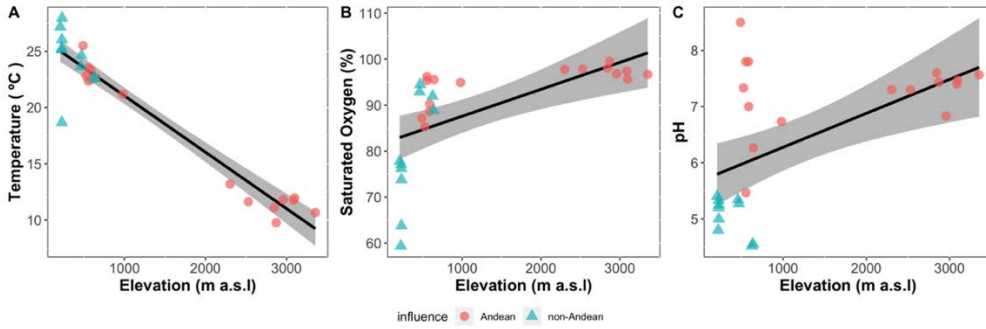 A
B
C
Temperature ( ºC)
25
20
15
10
1000
2000
3000
Elevation (m a.s.l)
Saturated Oxygen (%)
110
100
90
80
70
60
1000
2000
3000
Elevation (m a.s.l)
pH
8
7
6
5
1000
2000
3000
Elevation (m a.s.l)
influence Andean non-Andean